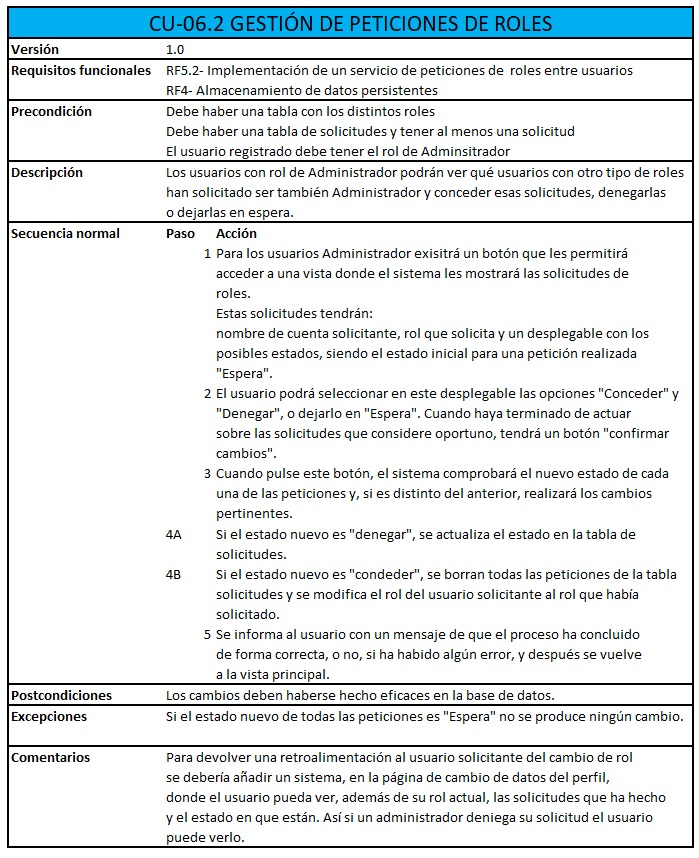 CU-06.2 GESTIÓN DE PETICIONES DE ROLES
Versión 1.0
Requisitos funcionales RF5.2- Implementación de un servicio de peticiones de roles entre usuarios
RF4- Almacenamiento de datos persistentes
Precondición Debe haber una tabla con los distintos roles
Debe haber una tabla de solicitudes y tener al menos una solicitud
El usuario registrado debe tener el rol de Adminsitrador
Descripción Los usuarios con rol de Administrador podrán ver qué usuarios con otro tipo de roles
han solicitado ser también Administrador y conceder esas solicitudes, denegarlas
o dejarlas en espera.
Secuencia normal Paso Acción
1 Para los usuarios Administrador exisitrá un botón que les permitirá
acceder a una vista donde el sistema les mostrará las solicitudes de
roles.
Estas solicitudes tendrán:
nombre de cuenta solicitante, rol que solicita y un desplegable con los
posibles estados, siendo el estado inicial para una petición realizada
"Espera".
2 El usuario podrá seleccionar en este desplegable las opciones "Conceder" y
"Denegar", o dejarlo en "Espera". Cuando haya terminado de actuar
sobre las solicitudes que considere oportuno, tendrá un botón "confirmar
cambios".
3 Cuando pulse este botón, el sistema comprobará el nuevo estado de cada
una de las peticiones y, si es distinto del anterior, realizará los cambios
pertinentes.
4A Si el estado nuevo es "denegar", se actualiza el estado en la tabla de
solicitudes.
4B Si el estado nuevo es "condeder", se borran todas las peticiones de la tabla
solicitudes y se modifica el rol del usuario solicitante al rol que había
solicitado.
5 Se informa al usuario con un mensaje de que el proceso ha concluido
de forma correcta, o no, si ha habido algún error, y después se vuelve
a la vista principal.
Postcondiciones Los cambios deben haberse hecho eficaces en la base de datos.
Excepciones Si el estado nuevo de todas las peticiones es "Espera" no se produce ningún cambio.
Comentarios Para devolver una retroalimentación al usuario solicitante del cambio de rol
se debería añadir un sistema, en la página de cambio de datos del perfil,
donde el usuario pueda ver, además de su rol actual, las solicitudes que ha hecho
y el estado en que están. Así si un administrador deniega su solicitud el usuario
puede verlo.